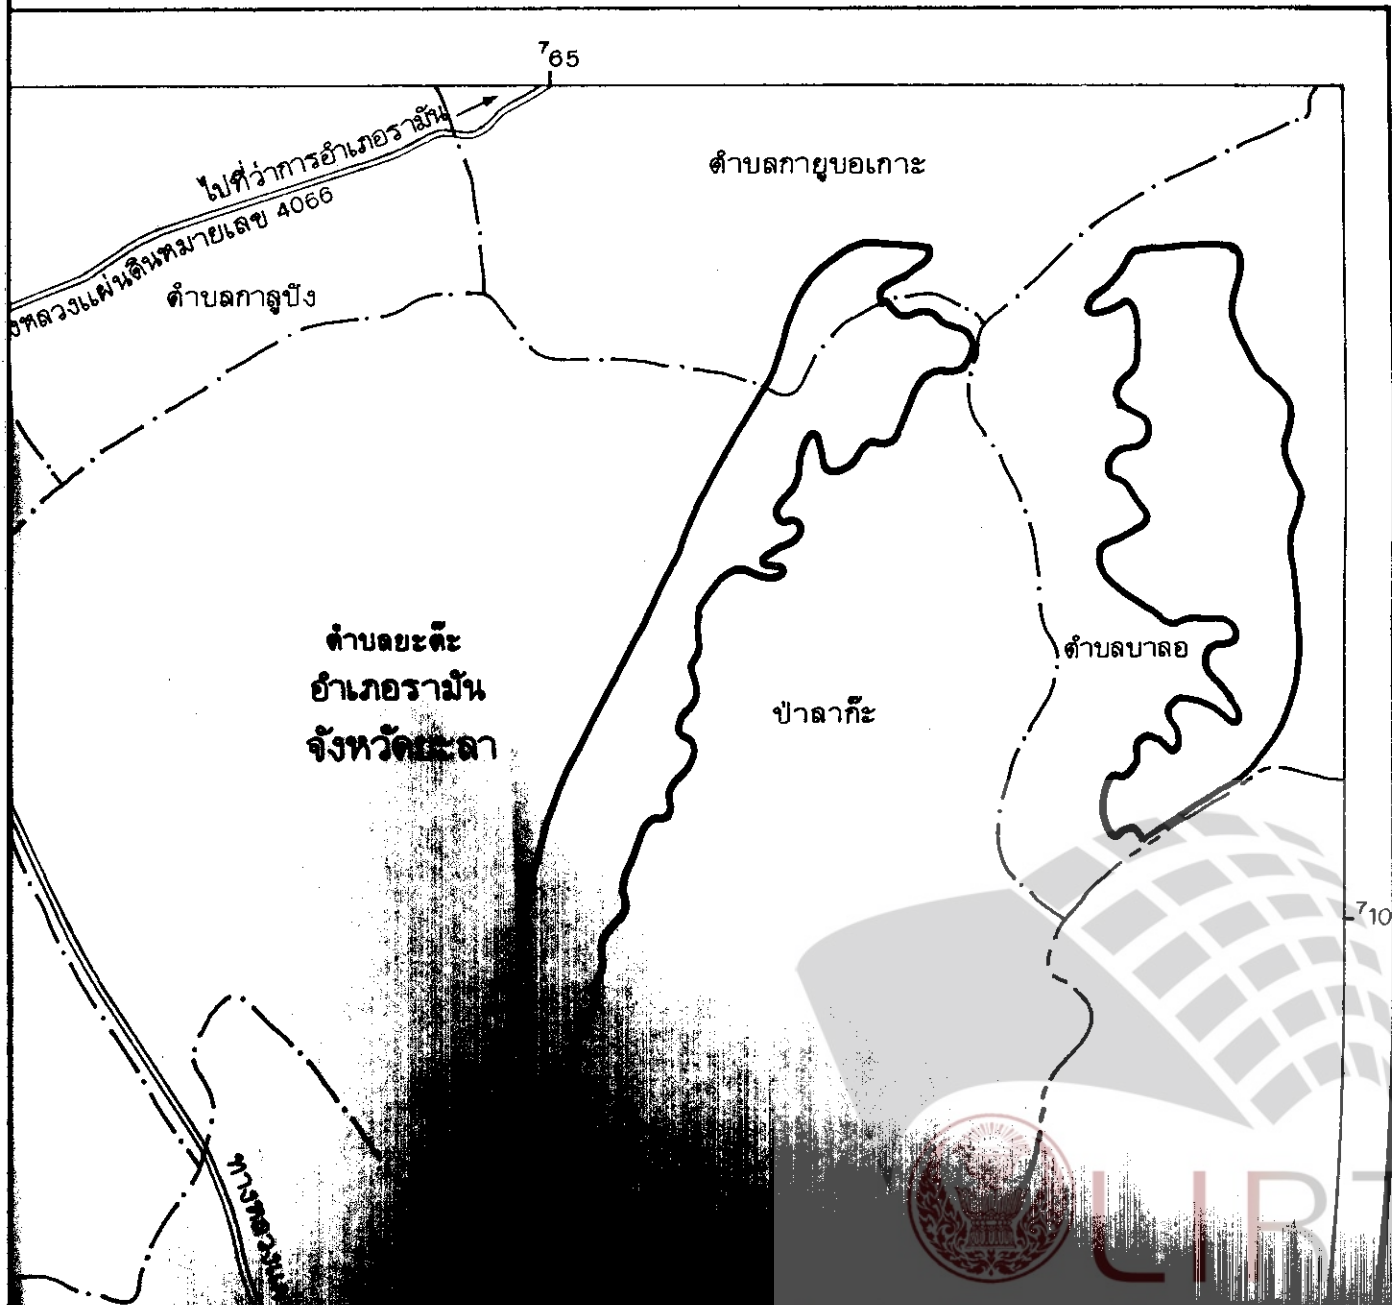 ⁷65
ไปที่ว่าการอำเภอรามัน
หลวงแผ่นดินหมายเลข 4066
ตำบลกายูบอเกาะ
ตำบลกาลูปัง
ตำบลยะต๊ะ
อำเภอรามัน
จังหวัดยะลา
ตำบลบาลอ
ป่าลาก๊ะ
⁷10
ทางหลวง